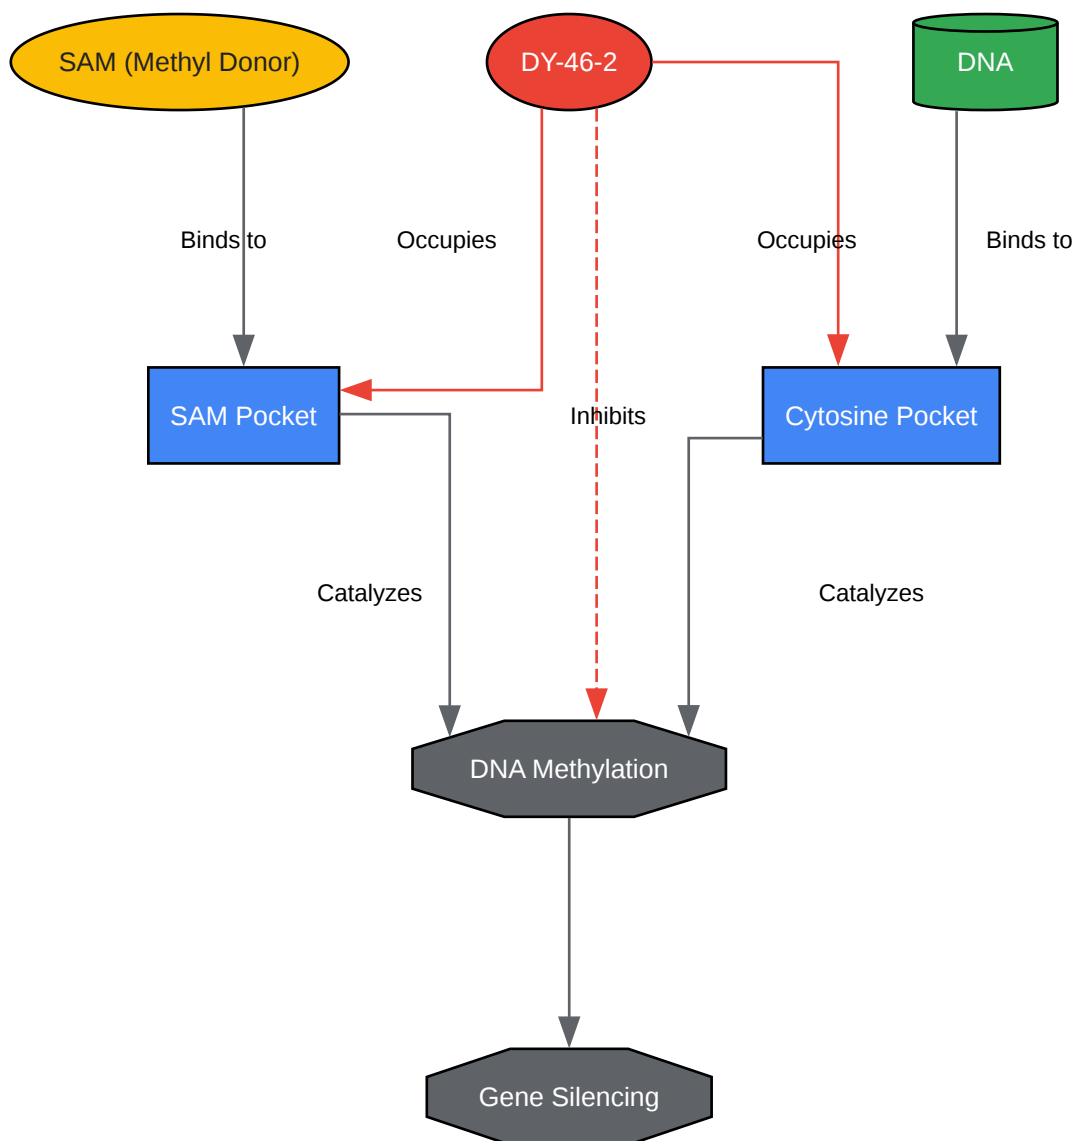 SAM (Methyl Donor)
DY-46-2
DNA
Binds to
Occupies
Occupies
Binds to
SAM Pocket
Inhibits
Cytosine Pocket
Catalyzes
Catalyzes
DNA Methylation
Gene Silencing